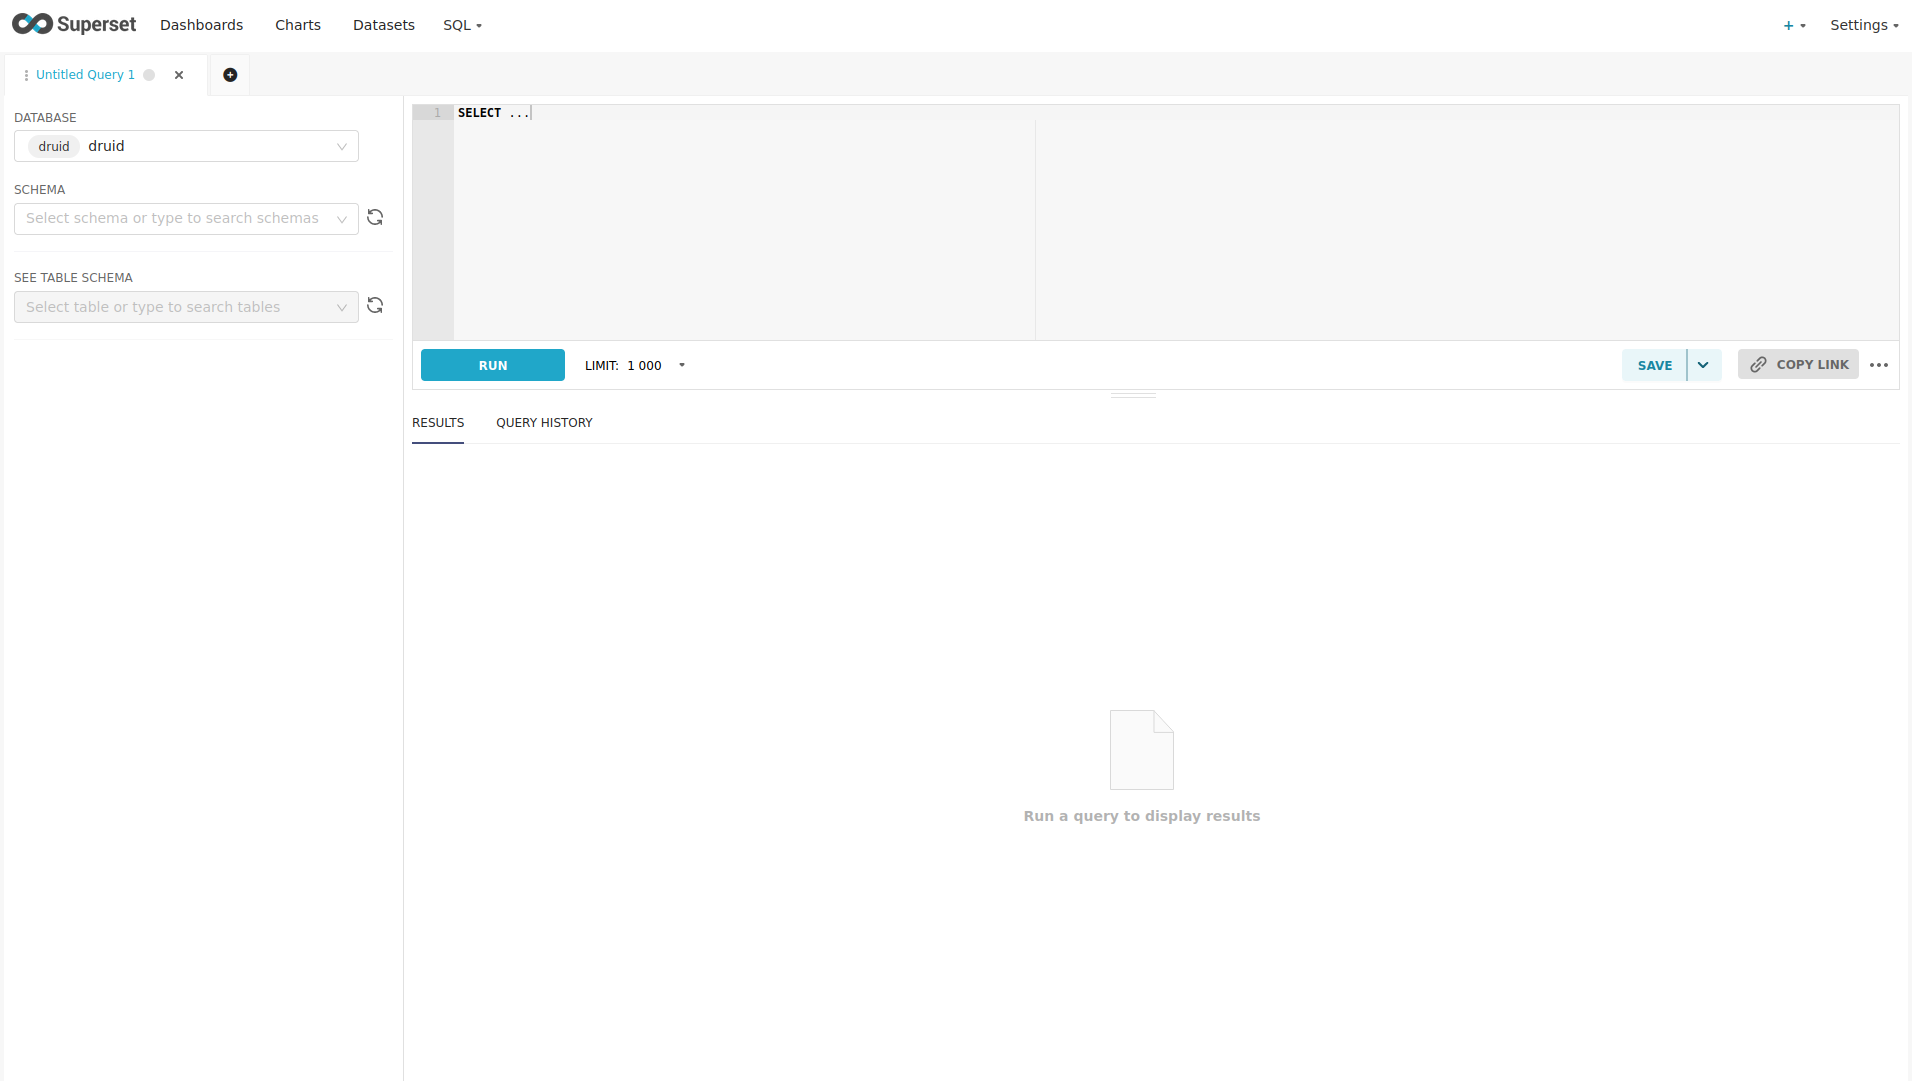 Superset Dashboards Charts Datasets SQL + Settings
Untitled Query 1
DATABASE
druid druid
SCHEMA
Select schema or type to search schemas
SEE TABLE SCHEMA
Select table or type to search tables
1 SELECT ...
RUN LIMIT: 1 000 SAVE COPY LINK
RESULTS QUERY HISTORY
Run a query to display results